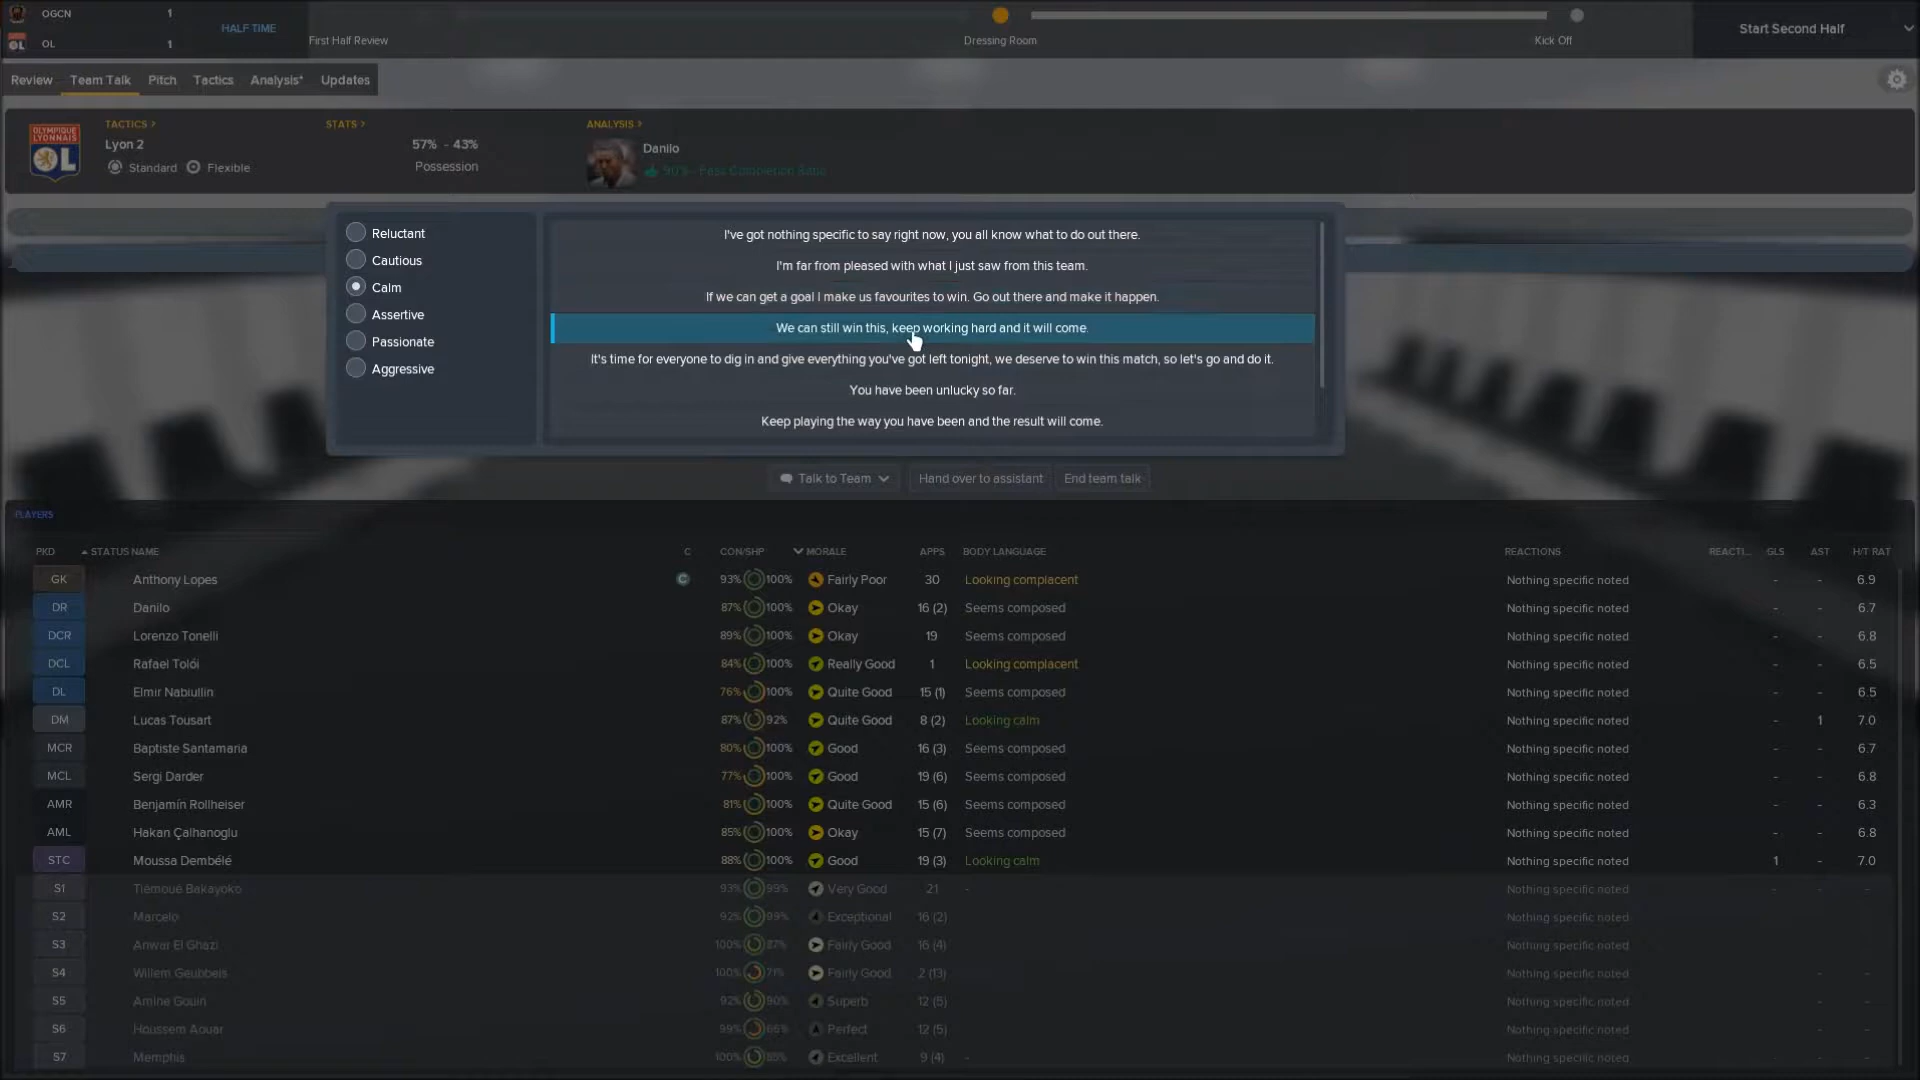 OGCN 1
OL 1
HALF TIME
First Half Review
Dressing Room
Kick Off
Start Second Half
Review Team Talk Pitch Tactics Analysis* Updates
OLYMPIQUE LYONNAIS
OL
TACTICS >
Lyon 2
Standard Flexible
STATS >
57% - 43%
Possession
ANALYSIS >
Danilo
90% - Pass Completion Ratio
Reluctant
Cautious
Calm
Assertive
Passionate
Aggressive
I've got nothing specific to say right now, you all know what to do out there.
I'm far from pleased with what I just saw from this team.
If we can get a goal I make us favourites to win. Go out there and make it happen.
We can still win this, keep working hard and it will come.
It's time for everyone to dig in and give everything you've got left tonight, we deserve to win this match, so let's go and do it.
You have been unlucky so far.
Keep playing the way you have been and the result will come.
Talk to Team Hand over to assistant End team talk
PLAYERS
PKD STATUS NAME C CON/SHP MORALE APPS BODY LANGUAGE REACTIONS REACTI... GLS AST H/T RAT
GK Anthony Lopes C 93% 100% Fairly Poor 30 Looking complacent Nothing specific noted - - 6.9
DR Danilo 87% 100% Okay 16 (2) Seems composed Nothing specific noted - - 6.7
DCR Lorenzo Tonelli 89% 100% Okay 19 Seems composed Nothing specific noted - - 6.8
DCL Rafael Tolói 84% 100% Really Good 1 Looking complacent Nothing specific noted - - 6.5
DL Elmir Nabiullin 76% 100% Quite Good 15 (1) Seems composed Nothing specific noted - - 6.5
DM Lucas Tousart 87% 92% Quite Good 8 (2) Looking calm Nothing specific noted - 1 7.0
MCR Baptiste Santamaria 80% 100% Good 16 (3) Seems composed Nothing specific noted - - 6.7
MCL Sergi Darder 77% 100% Good 19 (6) Seems composed Nothing specific noted - - 6.8
AMR Benjamín Rollheiser 81% 100% Quite Good 15 (6) Seems composed Nothing specific noted - - 6.3
AML Hakan Çalhanoglu 85% 100% Okay 15 (7) Seems composed Nothing specific noted - - 6.8
STC Moussa Dembélé 88% 100% Good 19 (3) Looking calm Nothing specific noted 1 - 7.0
S1 Tiémoué Bakayoko 93% 99% Very Good 21 - Nothing specific noted - - -
S2 Marcelo 92% 99% Exceptional 16 (2) Nothing specific noted
S3 Anwar El Ghazi 100% 87% Fairly Good 16 (4) Nothing specific noted - -
S4 Willem Geubbels 100% 71% Fairly Good 2 (13) Nothing specific noted - -
S5 Amine Gouiri 92% 90% Superb 12 (5) Nothing specific noted - -
S6 Houssem Aouar 99% Perfect 12 (5) Nothing specific noted - -
S7 Memphis 100% 85% Excellent 9 (4) - Nothing specific noted - -